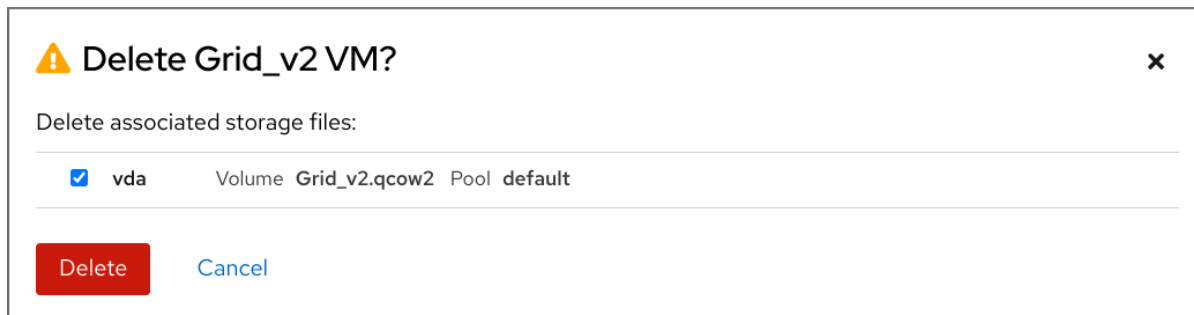 Delete Grid_v2 VM?
Delete associated storage files:
vda Volume Grid_v2.qcow2 Pool default
Delete Cancel